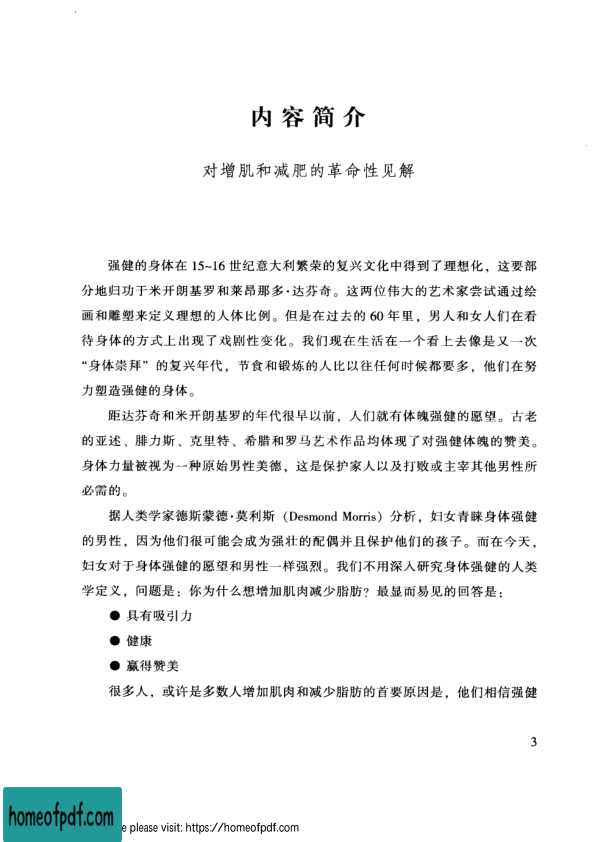 内容简介
对增肌和减肥的革命性见解
强健的身体在 15~16 世纪意大利繁荣的复兴文化中得到了理想化，这要部
分地归功于米开朗基罗和莱昂那多·达芬奇。这两位伟大的艺术家尝试通过绘
画和雕塑来定义理想的人体比例。但是在过去的 60 年里，男人和女人们在看
待身体的方式上出现了戏剧性变化。我们现在生活在一个看上去像是又一次
“身体崇拜”的复兴年代，节食和锻炼的人比以往任何时候都要多，他们在努
力塑造强健的身体。
距达芬奇和米开朗基罗的年代很早以前，人们就有体魄强健的愿望。古老
的亚述、腓力斯、克里特、希腊和罗马艺术作品均体现了对强健体魄的赞美。
身体力量被视为一种原始男性美德，这是保护家人以及打败或主宰其他男性所
必需的。
据人类学家德斯蒙德·莫利斯（Desmond Morris）分析，妇女青睐身体强健
的男性，因为他们很可能会成为强壮的配偶并且保护他们的孩子。而在今天，
妇女对于身体强健的愿望和男性一样强烈。我们不用深入研究身体强健的人类
学定义，问题是：你为什么想增加肌肉减少脂肪？最显而易见的回答是：
● 具有吸引力
● 健康
● 赢得赞美
很多人，或许是多数人增加肌肉和减少脂肪的首要原因是，他们相信强健
3
homeofpdf.com
e please visit: https://homeofpdf.com